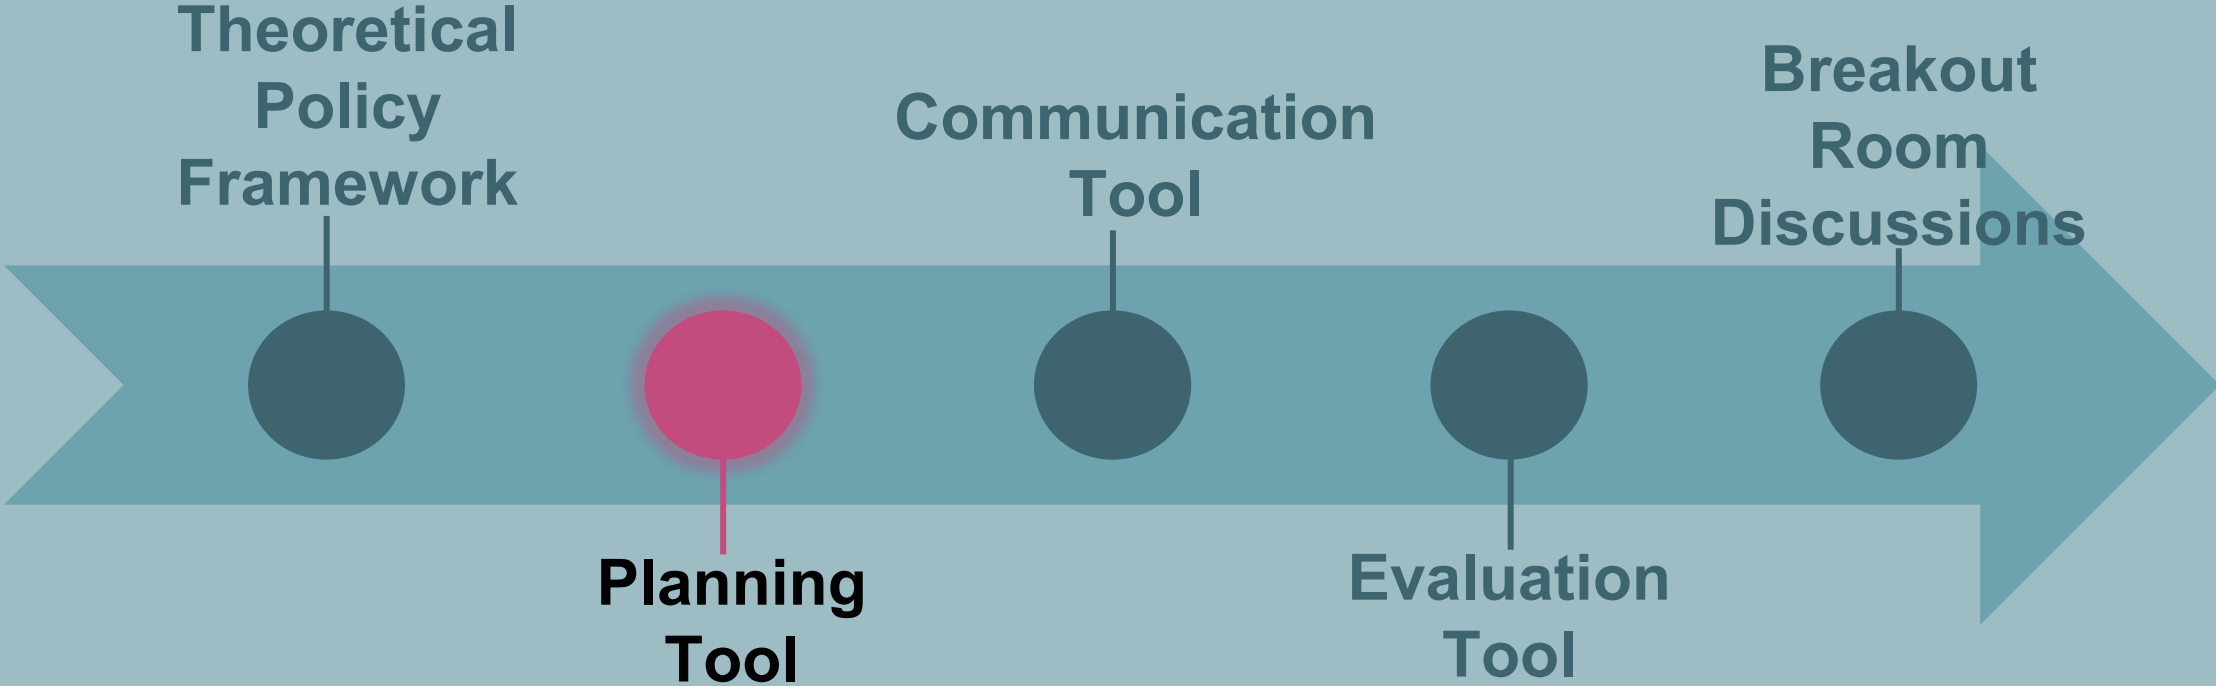 Theoretical
Policy
Framework
Planning
Tool
Communication
Tool
Evaluation
Tool
Breakout
Room
Discussions